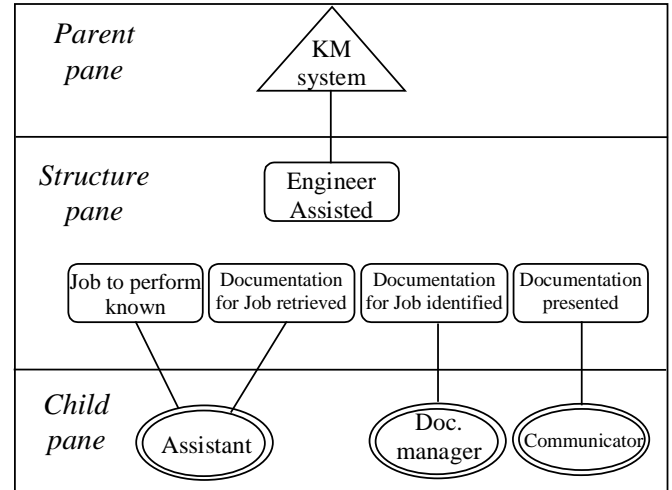 Parent
pane
KM
system
Structure
pane
Engineer
Assisted
Job to perform
known
Documentation
for Job retrieved
Documentation
for Job identified
Documentation
presented
Child
pane
Assistant
Doc.
manager
Communicator